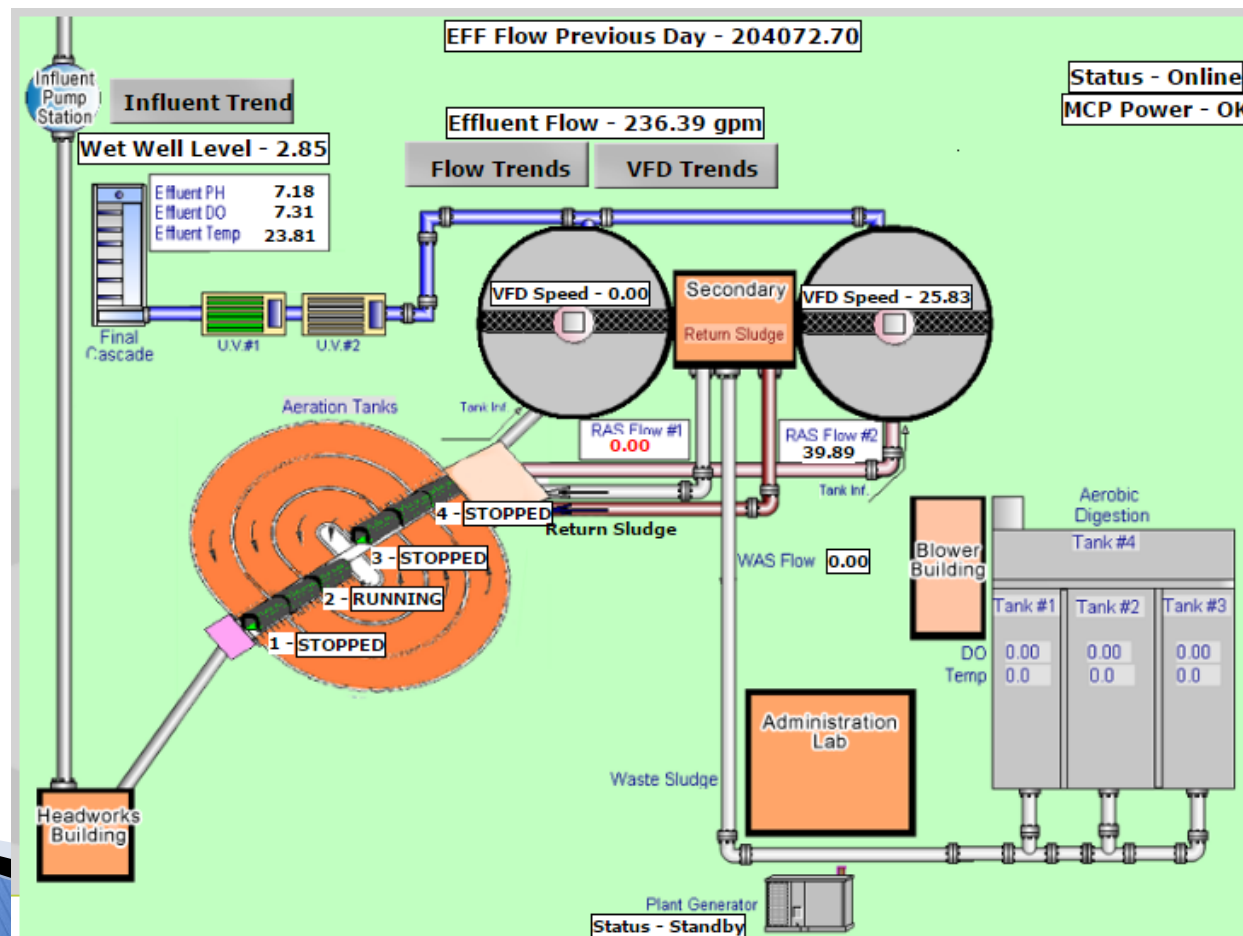 EFF Flow Previous Day - 204072.70
Status - Online
MCP Power - OK
Influent
Pump
Station
Influent Trend
Effluent Flow - 236.39 gpm
Wet Well Level - 2.85
Flow Trends
VFD Trends
Effluent PH 7.18
Effluent DO 7.31
Effluent Temp 23.81
VFD Speed - 0.00
Secondary
Return Sludge
VFD Speed - 25.83
Final
Cascade
U.V.#1
U.V.#2
Aeration Tanks
Tank Inf.
RAS Flow #1
0.00
RAS Flow #2
39.89
Tank Inf.
4 - STOPPED
Return Sludge
3 - STOPPED
2 - RUNNING
1 - STOPPED
WAS Flow 0.00
Blower
Building
Aerobic
Digestion
Tank #4
Tank #1 Tank #2 Tank #3
DO 0.00 0.00 0.00
Temp 0.0 0.0 0.0
Administration
Lab
Waste Sludge
Headworks
Building
Plant Generator
Status - Standby